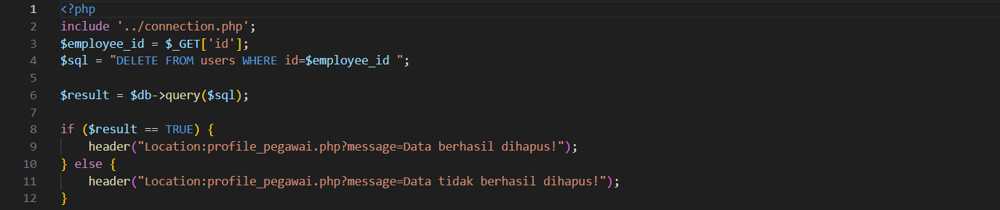 1 <?php
2 include '../connection.php';
3 $employee_id = $_GET['id'];
4 $sql = "DELETE FROM users WHERE id=$employee_id ";
5
6 $result = $db->query($sql);
7
8 if ($result == TRUE) {
9     header("Location:profile_pegawai.php?message=Data berhasil dihapus!");
10 } else {
11     header("Location:profile_pegawai.php?message=Data tidak berhasil dihapus!");
12 }